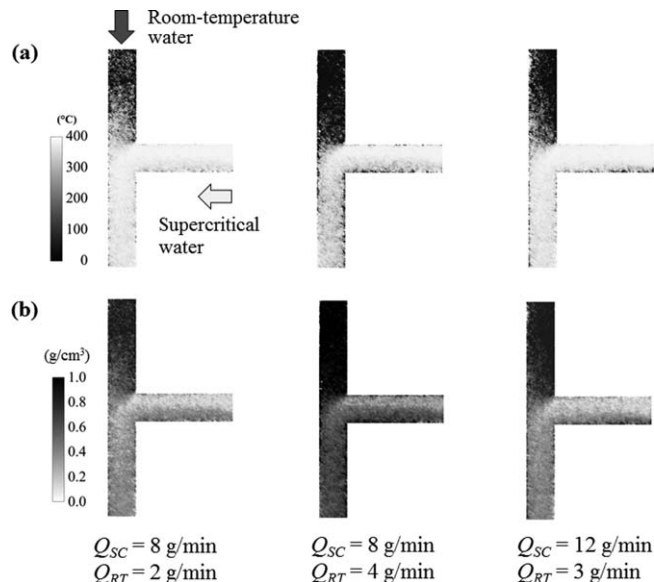 Room-temperature
water
(a)
(°C)
400
300
200
100
0
Supercritical
water
(b)
(g/cm³)
1.0
0.8
0.6
0.4
0.2
0.0
Q_SC = 8 g/min
Q_RT = 2 g/min
Q_SC = 8 g/min
Q_RT = 4 g/min
Q_SC = 12 g/min
Q_RT = 3 g/min